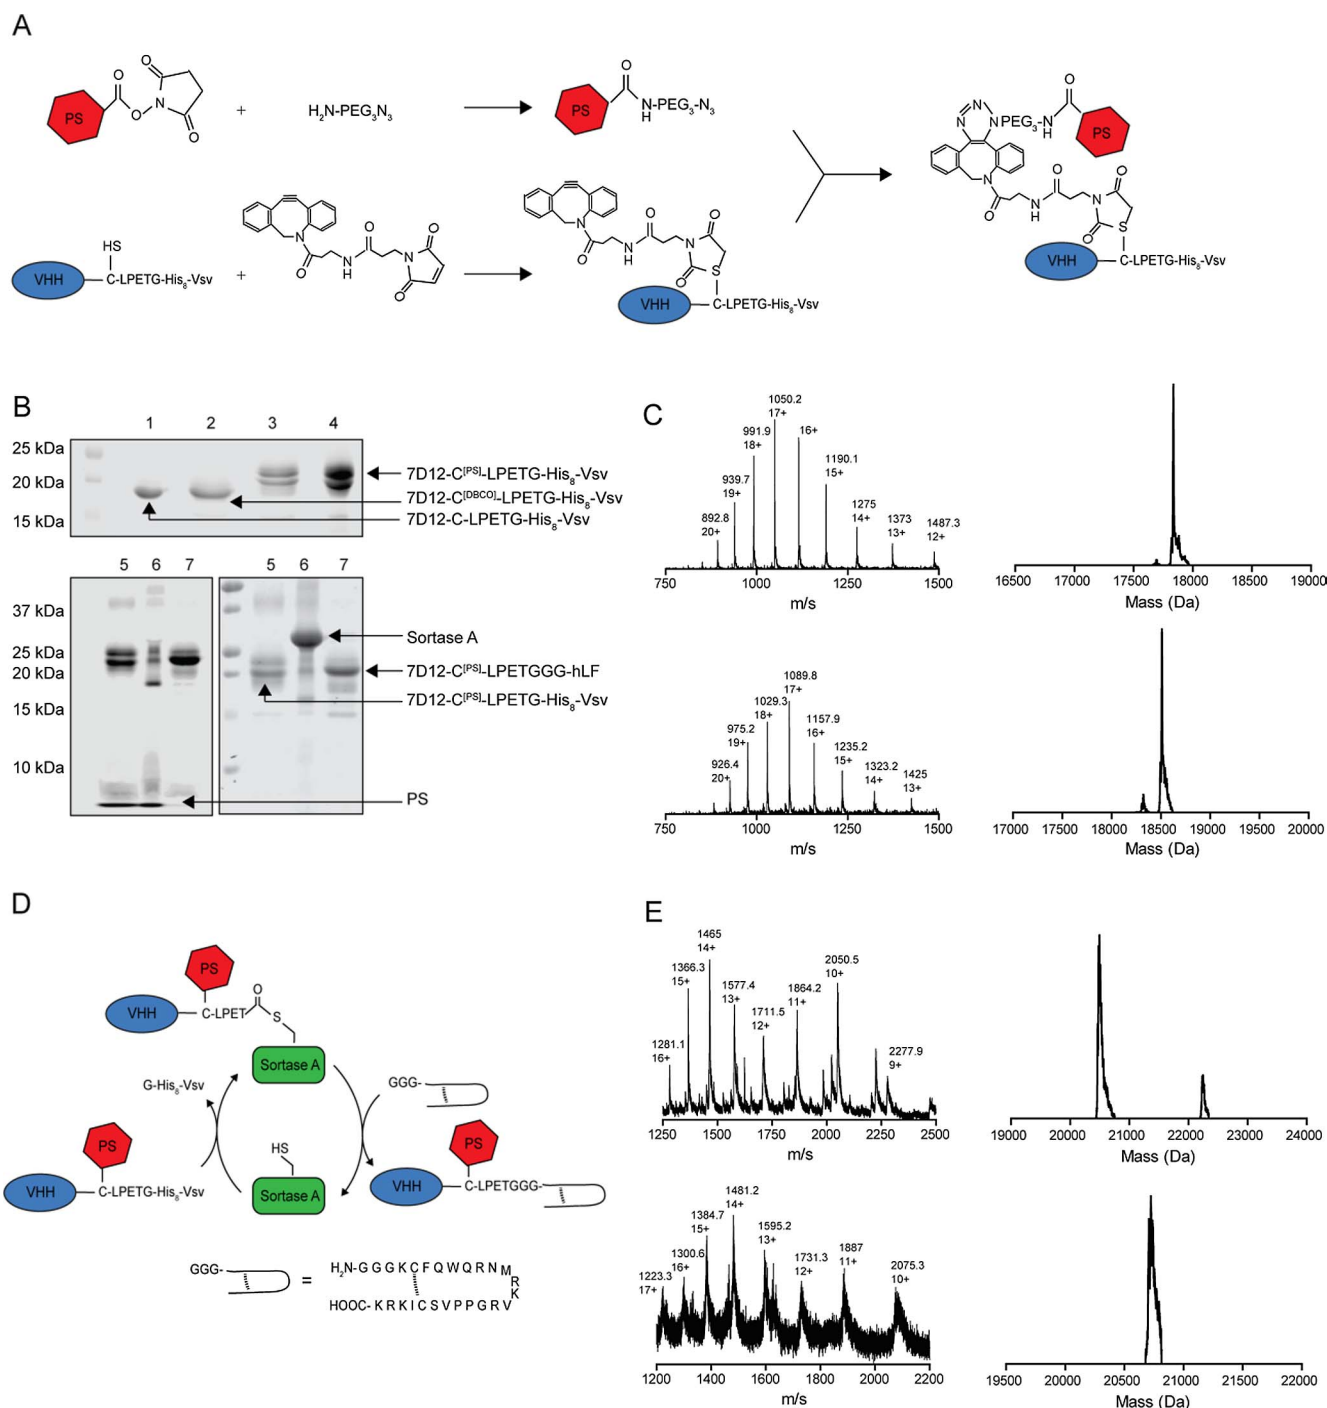 A
O
O
PS
O
N
O
+
H₂N-PEG₃N₃
O
PS
N-PEG₃-N₃
H
O
N
N
N
NPEG₃-N
H
O
PS
HS
VHH
C-LPETG-His₈-Vsv
+
N
O
N
H
O
N
O
O
N
O
N
H
O
N
O
O
S
VHH
C-LPETG-His₈-Vsv
N
O
N
H
O
N
O
O
S
VHH
C-LPETG-His₈-Vsv
B
1 2 3 4
25 kDa
20 kDa
15 kDa
7D12-C[PS]-LPETG-His₈-Vsv
7D12-C[DBCO]-LPETG-His₈-Vsv
7D12-C-LPETG-His₈-Vsv
5 6 7 5 6 7
37 kDa
25 kDa
20 kDa
15 kDa
10 kDa
Sortase A
7D12-C[PS]-LPETGGG-hLF
7D12-C[PS]-LPETG-His₈-Vsv
PS
C
892.8
20+
939.7
19+
991.9
18+
1050.2
17+
16+
1190.1
15+
1275
14+
1373
13+
1487.3
12+
750 1000 1250 1500
m/s
16500 17000 17500 18000 18500 19000
Mass (Da)
926.4
20+
975.2
19+
1029.3
18+
1089.8
17+
1157.9
16+
1235.2
15+
1323.2
14+
1425
13+
750 1000 1250 1500
m/s
17000 17500 18000 18500 19000 19500 20000
Mass (Da)
D
PS
VHH
C-LPET
O
S
Sortase A
G-His₈-Vsv
GGG-
PS
VHH
C-LPETG-His₈-Vsv
HS
Sortase A
PS
VHH
C-LPETGGG-
GGG-
=
H₂N-GGGKCFQWQRNM
R
K
HOOC-KRKICSVPPGRV
E
1281.1
16+
1366.3
15+
1465
14+
1577.4
13+
1711.5
12+
1864.2
11+
2050.5
10+
2277.9
9+
1250 1500 1750 2000 2250 2500
m/s
19000 20000 21000 22000 23000 24000
Mass (Da)
1223.3
17+
1300.6
16+
1384.7
15+
1481.2
14+
1595.2
13+
1731.3
12+
1887
11+
2075.3
10+
1200 1400 1600 1800 2000 2200
m/s
19500 20000 21000 21000 22000
Mass (Da)